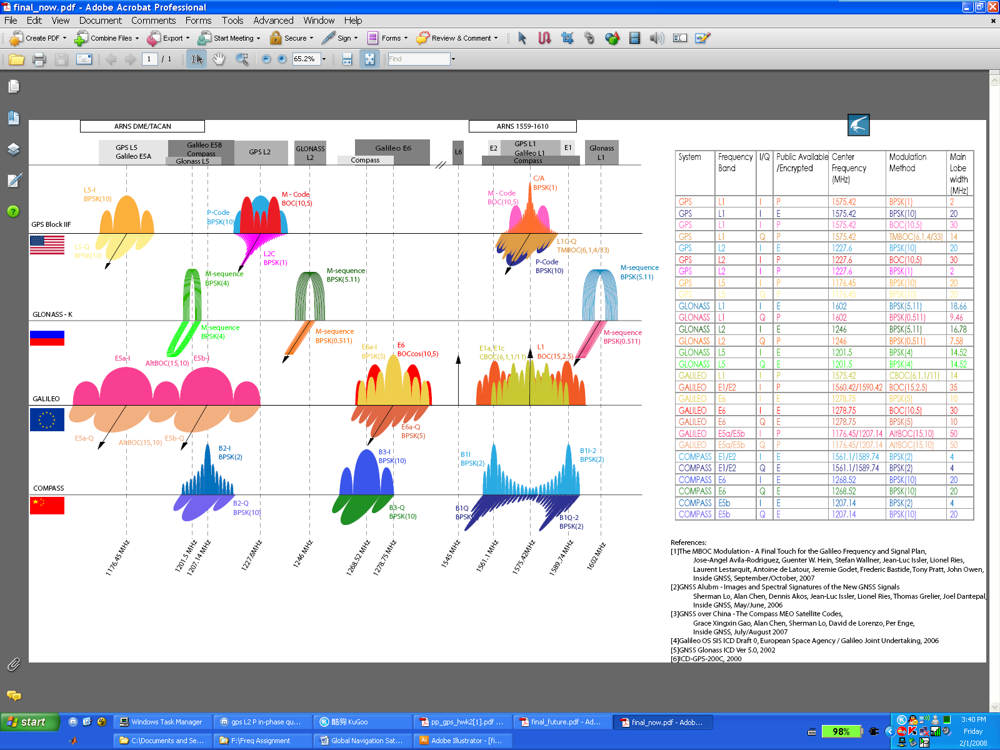 final_now.pdf - Adobe Acrobat Professional
File Edit View Document Comments Forms Tools Advanced Window Help
Create PDF Combine Files Export Start Meeting Secure Sign Forms Review & Comment
1 / 1 65.2% Find
ARNS DME/TACAN
ARNS 1559-1610
GPS L5
Galileo E5A
Galileo E5B
Compass
Glonass L5
GPS L2
GLONASS
L2
Galileo E6
Compass
L6
E2
GPS L1
Galileo L1
E1
Compass
Glonass
L1
L5-I
BPSK(10)
P-Code
BPSK(10)
M - Code
BOC(10,5)
M - Code
BOC(10,5)
C/A
BPSK(1)
GPS Block IIF
L5-Q
BPSK(10)
L2C
BPSK(1)
L1C-Q
TMBOC(6,1,4/33)
P-Code
BPSK(10)
M-sequence
BPSK(4)
M-sequence
BPSK(5.11)
M-sequence
BPSK(5.11)
GLONASS - K
M-sequence
BPSK(4)
M-sequence
BPSK(0.511)
M-sequence
BPSK(0.511)
E5a-I
AltBOC(15,10)
E5b-I
E6a-I
BPSK(5)
E6
BOCcos(10,5)
E1a, E1c
CBOC(6,1,1/11)
L1
BOC(15,2.5)
GALILEO
E5a-Q
AltBOC(15,10)
E5b-Q
E6a-Q
BPSK(5)
B2-I
BPSK(2)
B3-I
BPSK(10)
B1I
BPSK(2)
B1I-2
BPSK(2)
COMPASS
B2-Q
BPSK(10)
B3-Q
BPSK(10)
B1Q
BPSK
B1Q-2
BPSK(2)
1176.45 MHz
1201.5 MHz
1207.14 MHz
1227.6MHz
1246 MHz
1268.52 MHz
1278.75 MHz
1545 MHz
1561.1 MHz
1575.42MHz
1589.74 MHz
1602 MHz
System Frequency Band I/Q Public Available /Encrypted Center Frequency (MHz) Modulation Method Main Lobe width (MHz)
GPS L1 I P 1575.42 BPSK(1) 2
GPS L1 I E 1575.42 BPSK(10) 20
GPS L1 I P 1575.42 BOC(10,5) 30
GPS L1 Q P 1575.42 TMBOC(6,1,4/33) 14
GPS L2 I E 1227.6 BPSK(10) 20
GPS L2 I P 1227.6 BOC(10,5) 30
GPS L2 I P 1227.6 BPSK(1) 2
GPS L5 I P 1176.45 BPSK(10) 20
GPS L5 Q P 1176.45 BPSK(10) 20
GLONASS L1 I E 1602 BPSK(5.11) 18.66
GLONASS L1 Q P 1602 BPSK(0.511) 9.46
GLONASS L2 I E 1246 BPSK(5.11) 16.78
GLONASS L2 Q P 1246 BPSK(0.511) 7.58
GLONASS L5 I E 1201.5 BPSK(4) 14.52
GLONASS L5 Q E 1201.5 BPSK(4) 14.52
GALILEO L1 I P 1575.42 CBOC(6,1,1/11) 14
GALILEO E1/E2 I P 1560.42/1590.42 BOC(15,2.5) 35
GALILEO E6 I E 1278.75 BPSK(5) 10
GALILEO E6 I E 1278.75 BOC(10,5) 30
GALILEO E6 Q E 1278.75 BPSK(5) 10
GALILEO E5a/E5b I P 1176.45/1207.14 AltBOC(15,10) 50
GALILEO E5a/E5b Q P 1176.45/1207.14 AltBOC(15,10) 50
COMPASS E1/E2 I E 1561.1/1589.74 BPSK(2) 4
COMPASS E1/E2 Q E 1561.1/1589.74 BPSK(2) 4
COMPASS E6 I E 1268.52 BPSK(10) 20
COMPASS E6 Q E 1268.52 BPSK(10) 20
COMPASS E5b I E 1207.14 BPSK(2) 4
COMPASS E5b Q E 1207.14 BPSK(10) 20
References:
[1]The MBOC Modulation - A Final Touch for the Galileo Frequency and Signal Plan,
Jose-Angel Avila-Rodriguez, Guenter W. Hein, Stefan Wallner, Jean-Luc Issler, Lionel Ries,
Laurent Lestarquit, Antoine de Latour, Jeremie Godet, Frederic Bastide, Tony Pratt, John Owen,
Inside GNSS, September/October, 2007
[2]GNSS Alubm - Images and Spectral Signatures of the New GNSS Signals
Sherman Lo, Alan Chen, Dennis Akos, Jean-Luc Issler, Lionel Ries, Thomas Grelier, Joel Dantepal,
Inside GNSS, May/June, 2006
[3]GNSS over China - The Compass MEO Satellite Codes,
Grace Xingxin Gao, Alan Chen, Sherman Lo, David de Lorenzo, Per Enge,
Inside GNSS, July/August 2007
[4]Galileo OS SIS ICD Draft 0, European Space Agency / Galileo Joint Undertaking, 2006
[5]GNSS Glonass ICD Ver 5.0, 2002
[6]ICD-GPS-200C, 2000
start
Windows Task Manager
gps L2 P in-phase qu...
酷狗 KuGoo
pp_gps_hwk2[1].pdf ...
final_future.pdf - Ad...
final_now.pdf - Adob...
C:\Documents and Se...
F:\Freq Assignment
Global Navigation Sat...
Adobe Illustrator - [fi...
98%
3:40 PM
Friday
2/1/2008